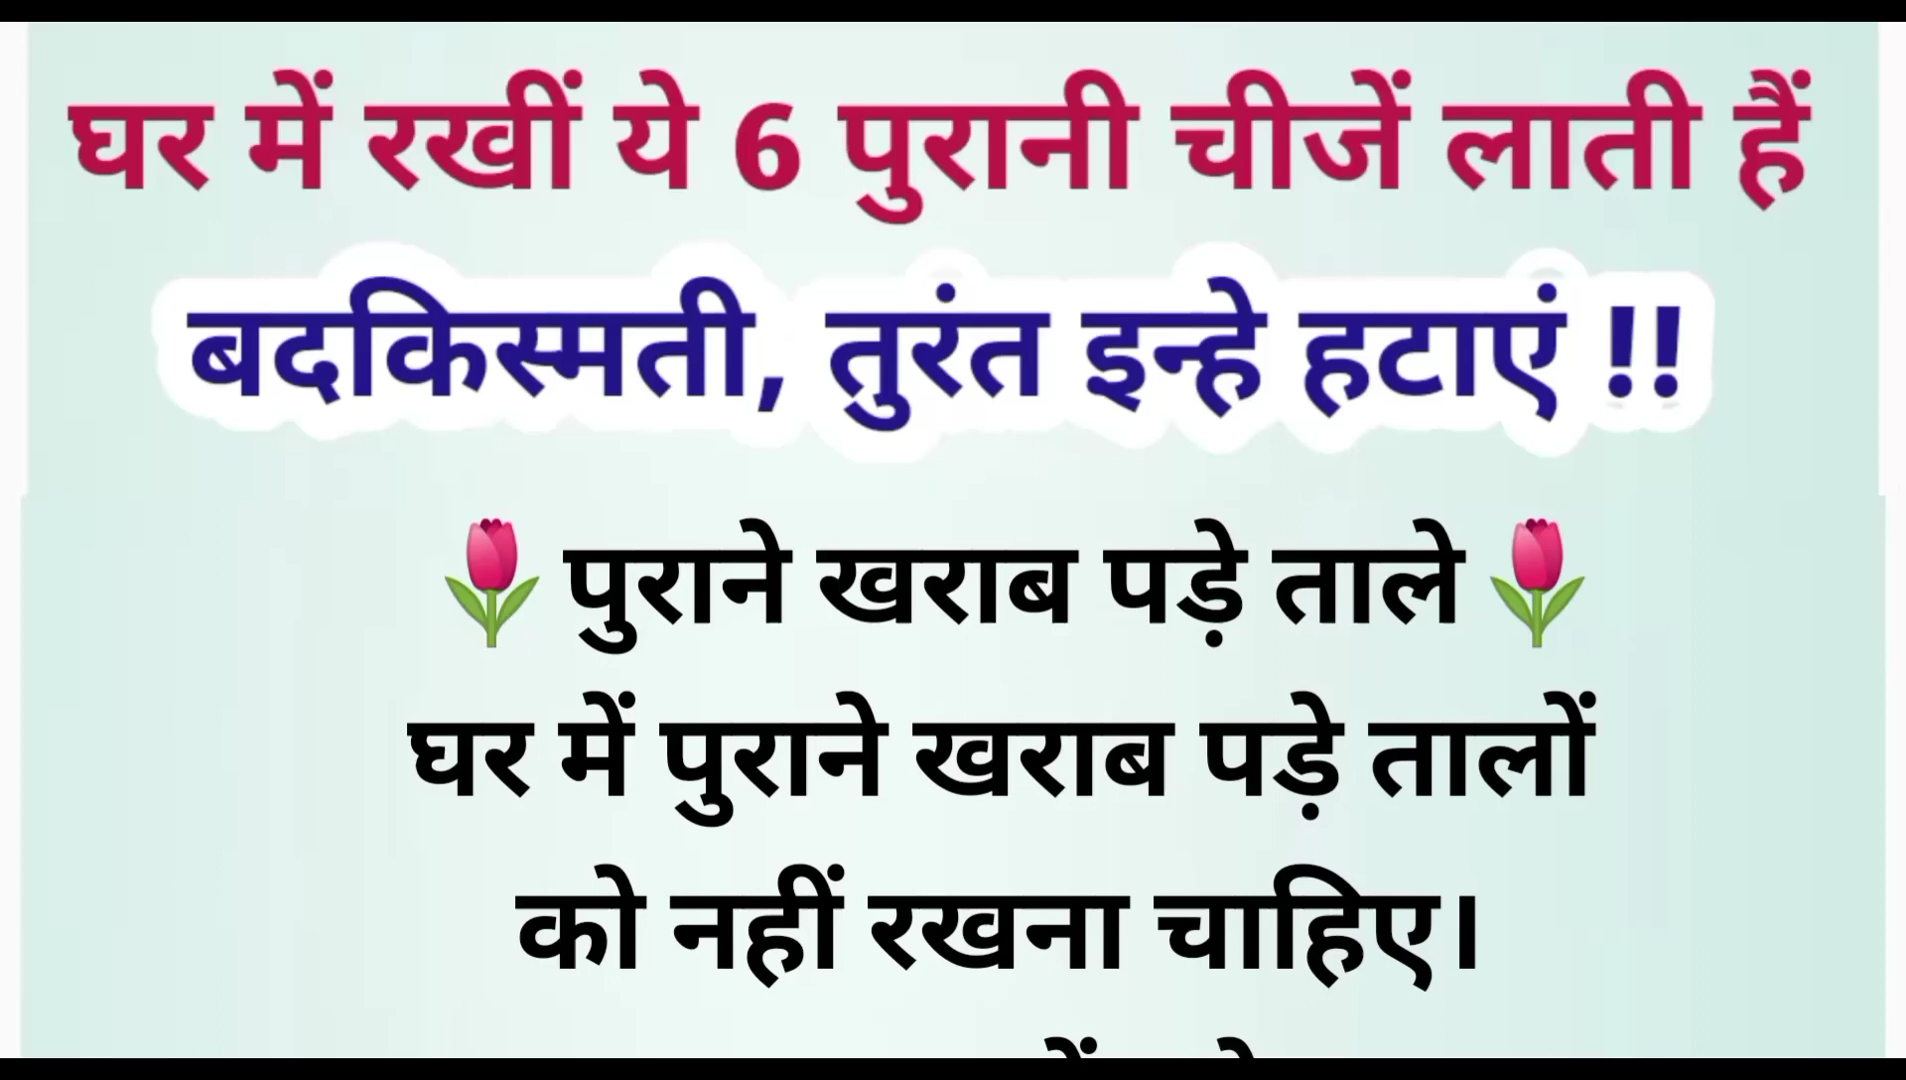 घर में रखीं ये 6 पुरानी चीजें लाती हैं
बदकिस्मती, तुरंत इन्हे हटाएं !!
🌷पुराने खराब पड़े ताले🌷
घर में पुराने खराब पड़े तालों
को नहीं रखना चाहिए।